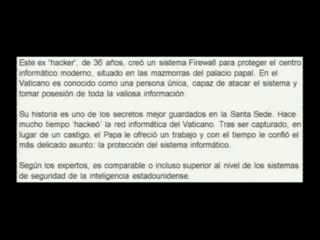 Este ex 'hacker', de 36 años, creó un sistema Firewall para proteger el centro
informático moderno, situado en las mazmorras del palacio papal. En el
Vaticano es conocido como una persona única, capaz de atacar el sistema y
tomar posesión de toda la valiosa información.
Su historia es uno de los secretos mejor guardados en la Santa Sede. Hace
mucho tiempo 'hackeó' la red informática del Vaticano. Tras ser capturado, en
lugar de un castigo, el Papa le ofreció un trabajo y con el tiempo le confió el
más delicado asunto: la protección del sistema informático.
Según los expertos, es comparable o incluso superior al nivel de los sistemas
de seguridad de la inteligencia estadounidense.